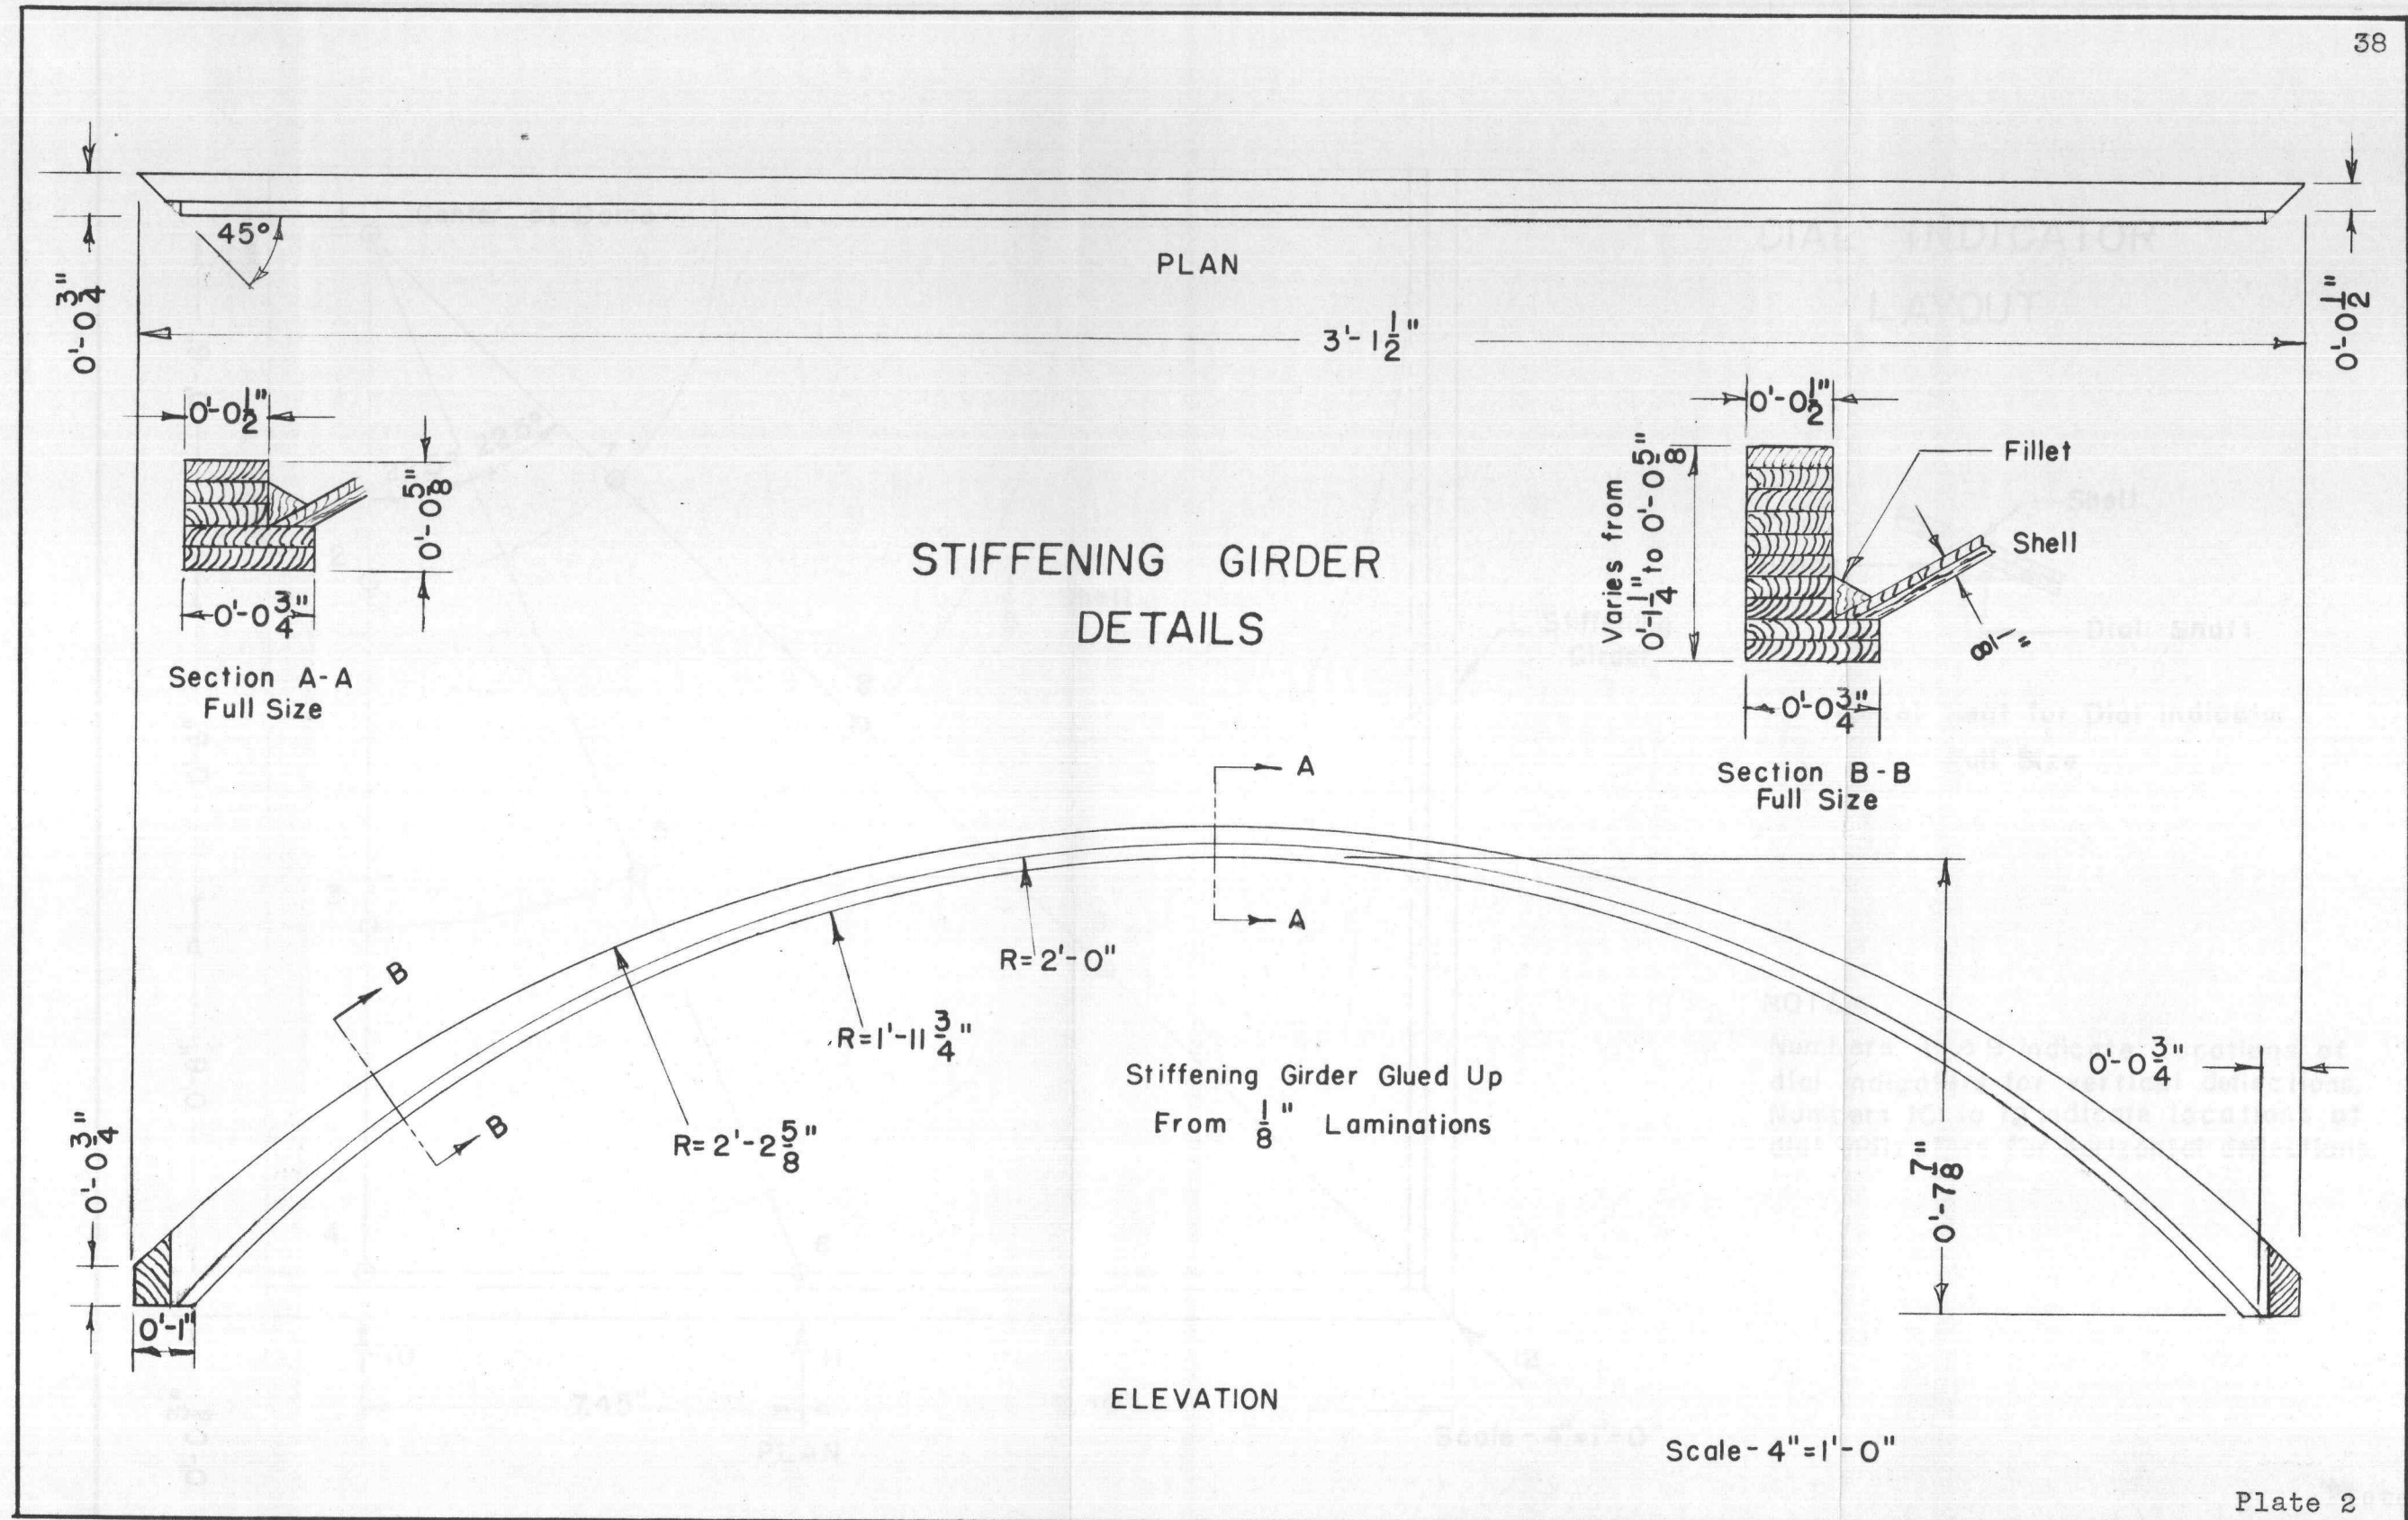 38
45°
0'-0 3/4"
PLAN
3'-1 1/2"
0'-0 1/2"
0'-0 1/2"
0'-0 5/8"
0'-0 3/4"
Section A-A
Full Size
STIFFENING GIRDER
DETAILS
0'-0 1/2"
Varies from
0'-1 1/4" to 0'-0 5/8"
Fillet
Shell
1/8"
0'-0 3/4"
Section B-B
Full Size
A
A
B
B
R=2'-0"
R=1'-11 3/4"
R=2'-2 5/8"
Stiffening Girder Glued Up
From 1/8" Laminations
0'-0 3/4"
0'-7 7/8"
0'-0 3/4"
0'-1"
ELEVATION
Scale-4"=1'-0"
Plate 2